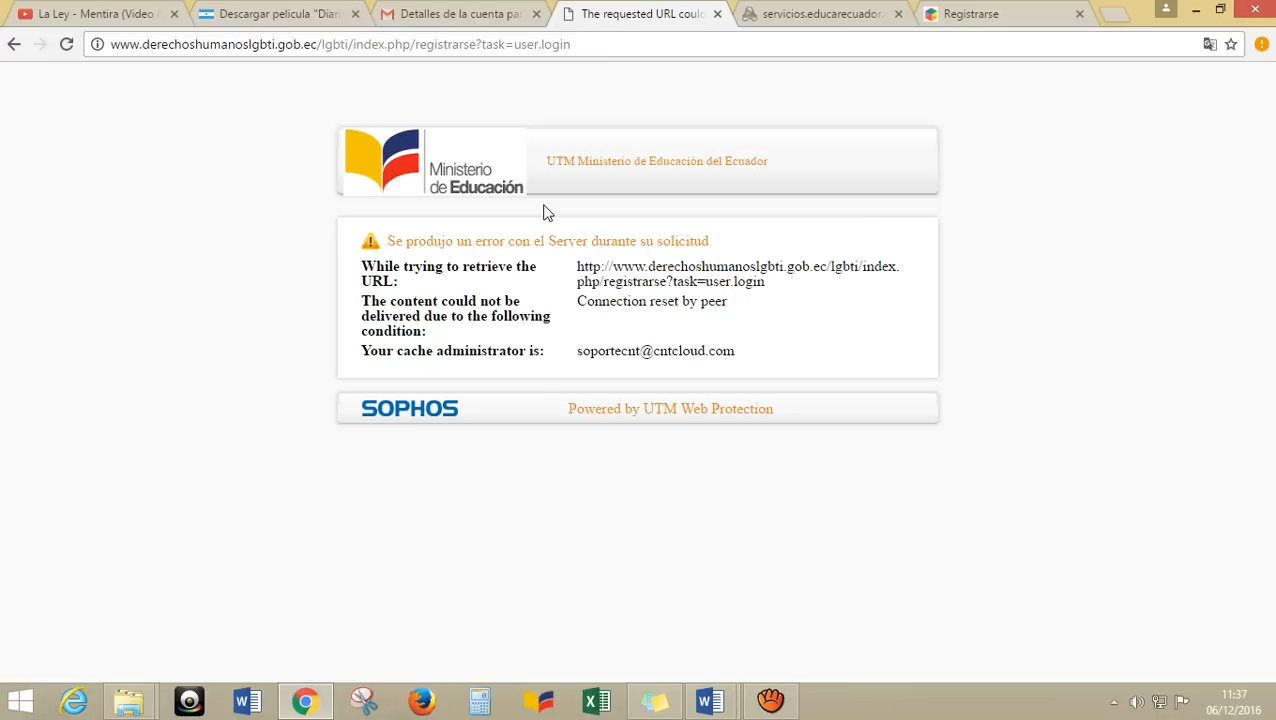 La Ley - Mentira (Video
Descargar pelicula "Diari
Detalles de la cuenta par
The requested URL coul
servicios.educarecuador.
Registrarse
www.derechoshumanoslgbti.gob.ec/lgbti/index.php/registrarse?task=user.login
Ministerio
de Educación
UTM Ministerio de Educación del Ecuador
Se produjo un error con el Server durante su solicitud
While trying to retrieve the
URL:
http://www.derechoshumanoslgbti.gob.ec/lgbti/index.
php/registrarse?task=user.login
The content could not be
delivered due to the following
condition:
Connection reset by peer
Your cache administrator is:
soportecnt@cntcloud.com
SOPHOS
Powered by UTM Web Protection
11:37
06/12/2016